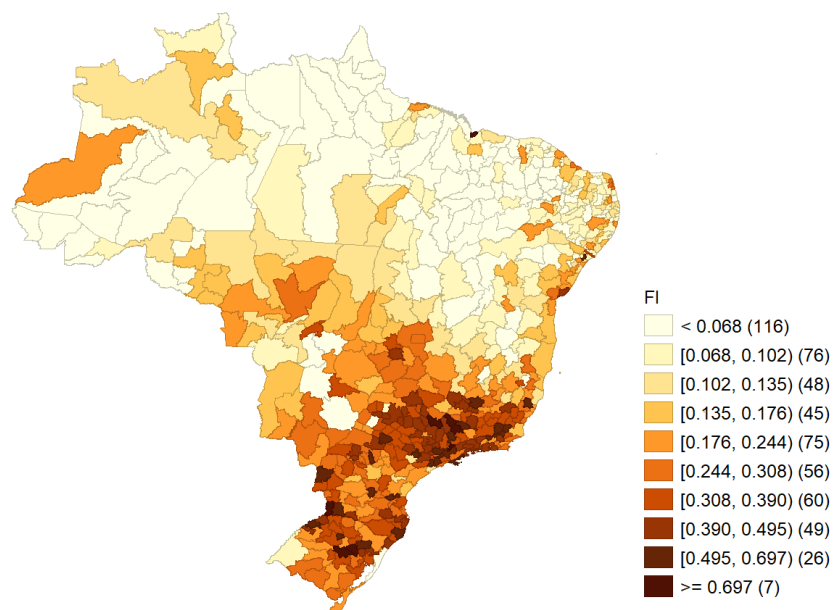 FI
< 0.068 (116)
[0.068, 0.102) (76)
[0.102, 0.135) (48)
[0.135, 0.176) (45)
[0.176, 0.244) (75)
[0.244, 0.308) (56)
[0.308, 0.390) (60)
[0.390, 0.495) (49)
[0.495, 0.697) (26)
>= 0.697 (7)